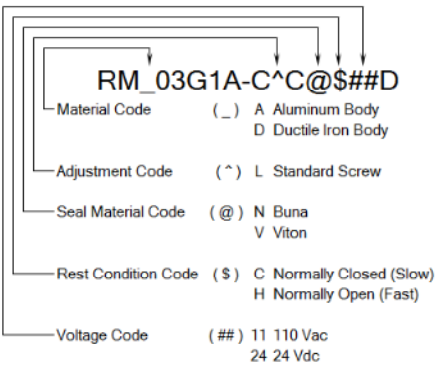 RM_03G1A-C^C@$##D
Material Code (_) A Aluminum Body
D Ductile Iron Body
Adjustment Code (^) L Standard Screw
Seal Material Code (@) N Buna
V Viton
Rest Condition Code ($) C Normally Closed (Slow)
H Normally Open (Fast)
Voltage Code (##) 11 110 Vac
24 24 Vdc